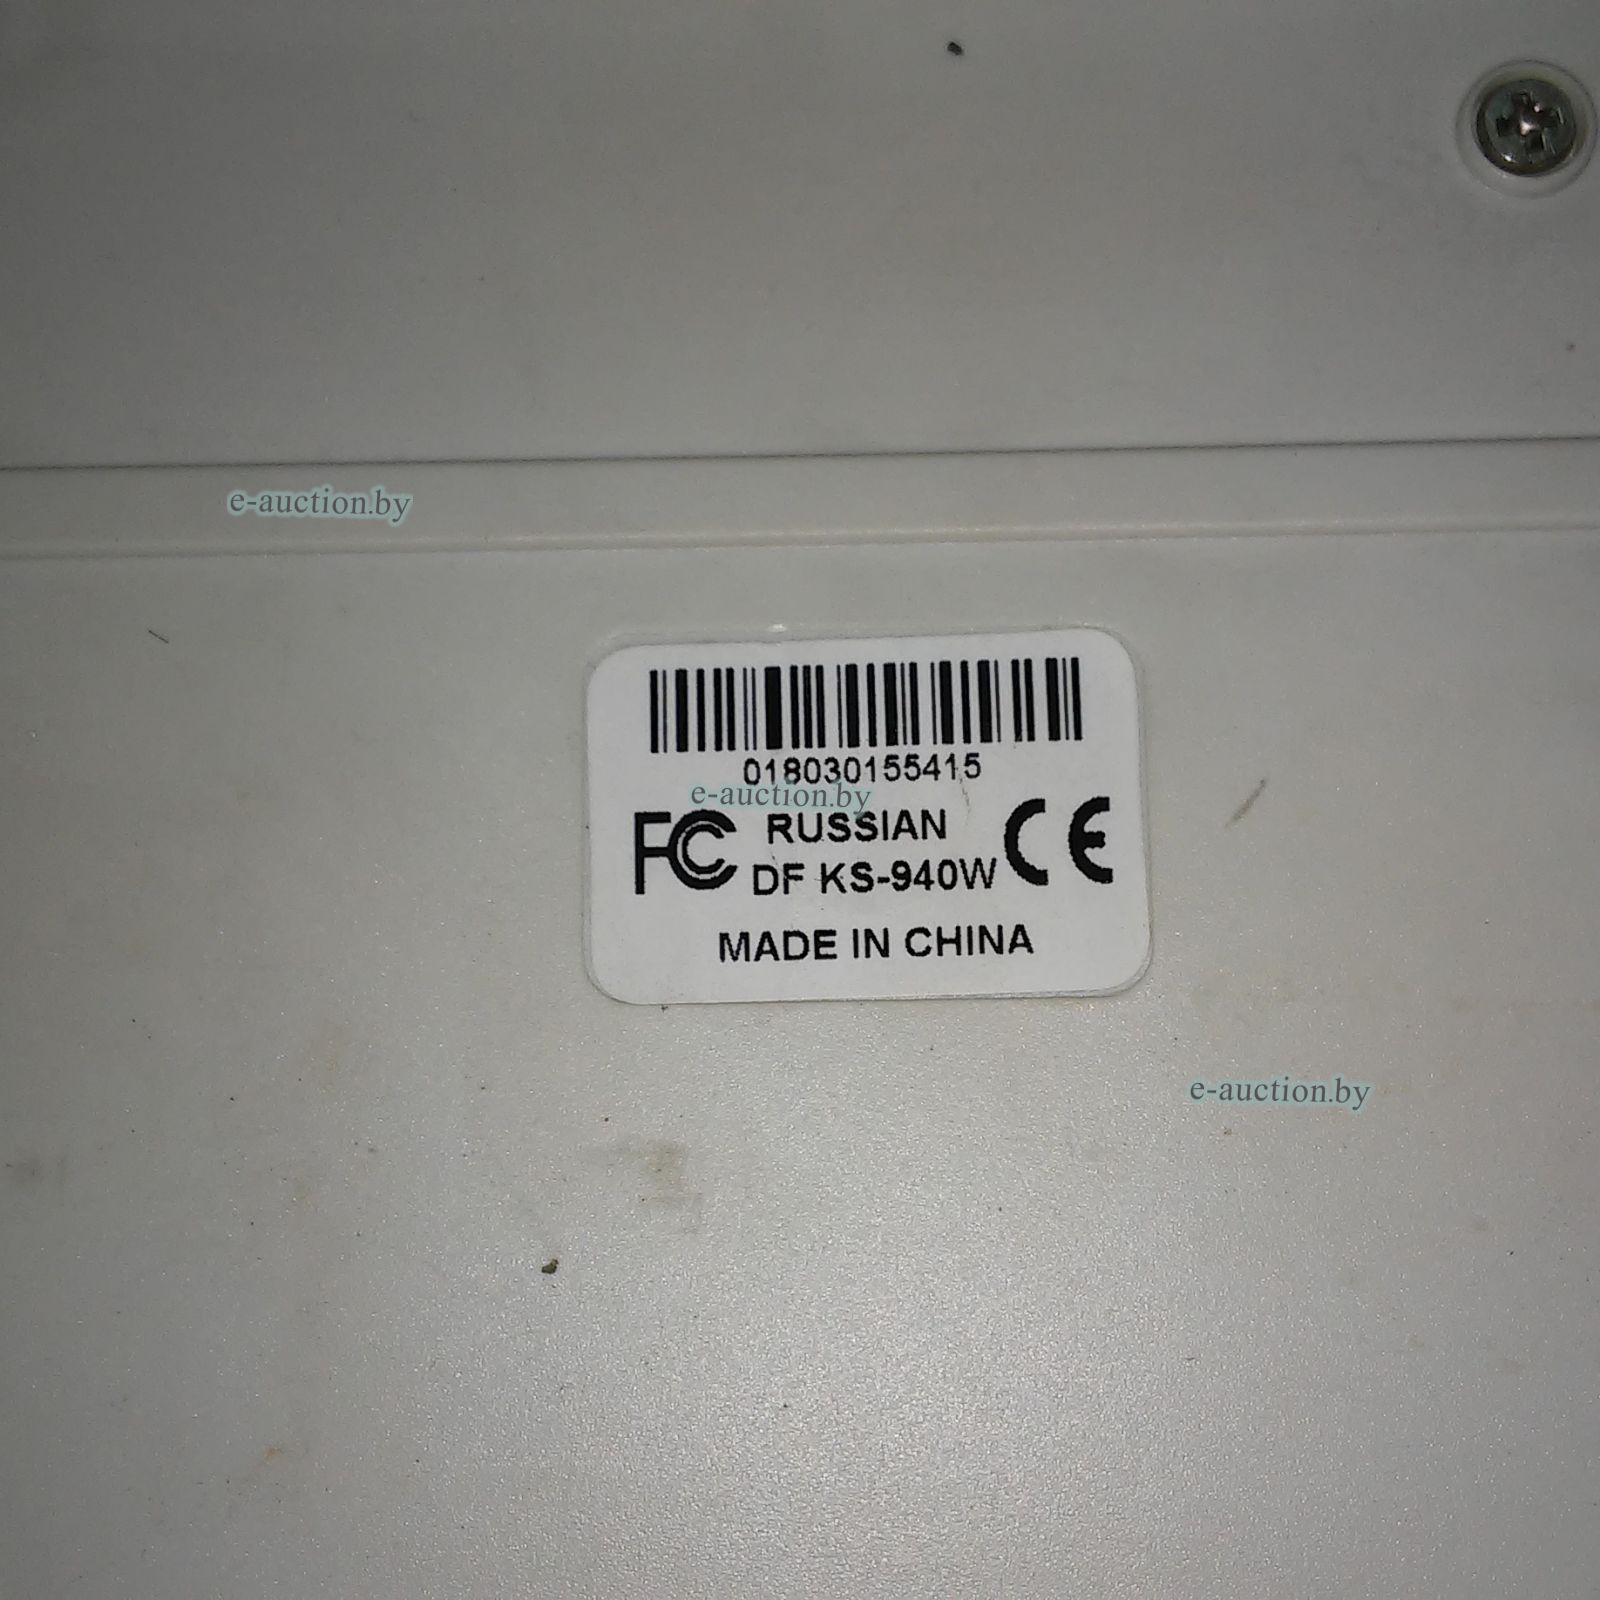 e-auction.by
018030155415
e-auction.by
FC RUSSIAN CE
DF KS-940W
MADE IN CHINA
e-auction.by